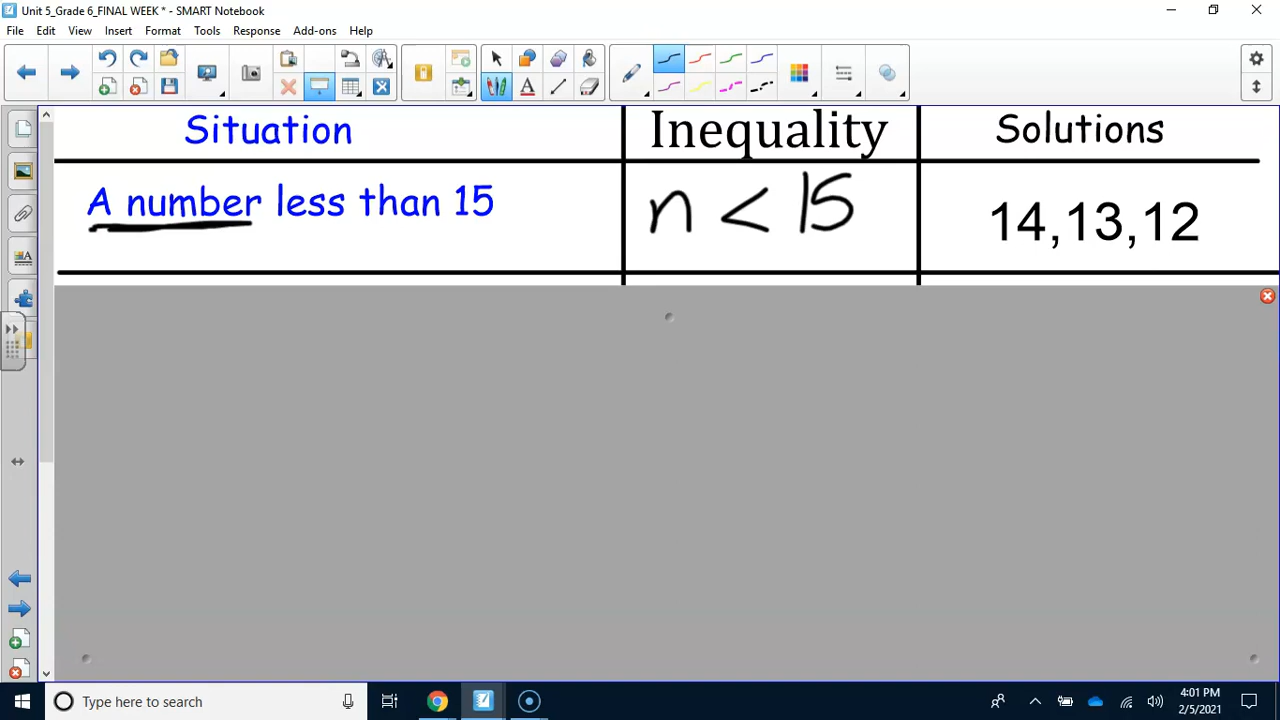 Unit 5_Grade 6_FINAL WEEK * - SMART Notebook
File Edit View Insert Format Tools Response Add-ons Help
Situation Inequality Solutions
A number less than 15 n < 15 14,13,12
Type here to search
4:01 PM
2/5/2021